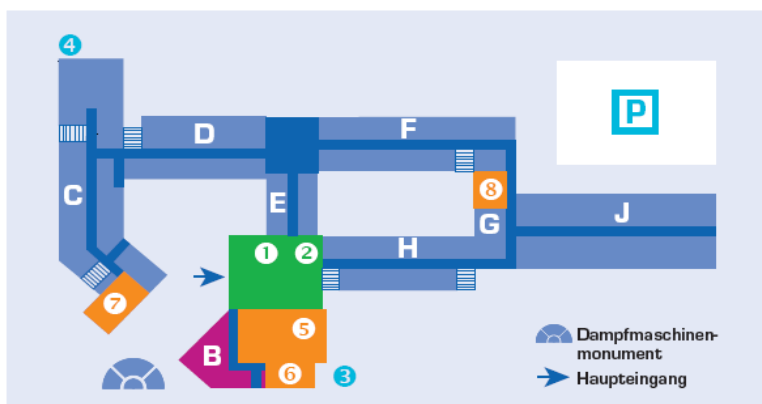 4
P
D
F
C
8
E
J
G
1 2
H
7
5
B
6
3
Dampfmaschinen-
monument
Haupteingang